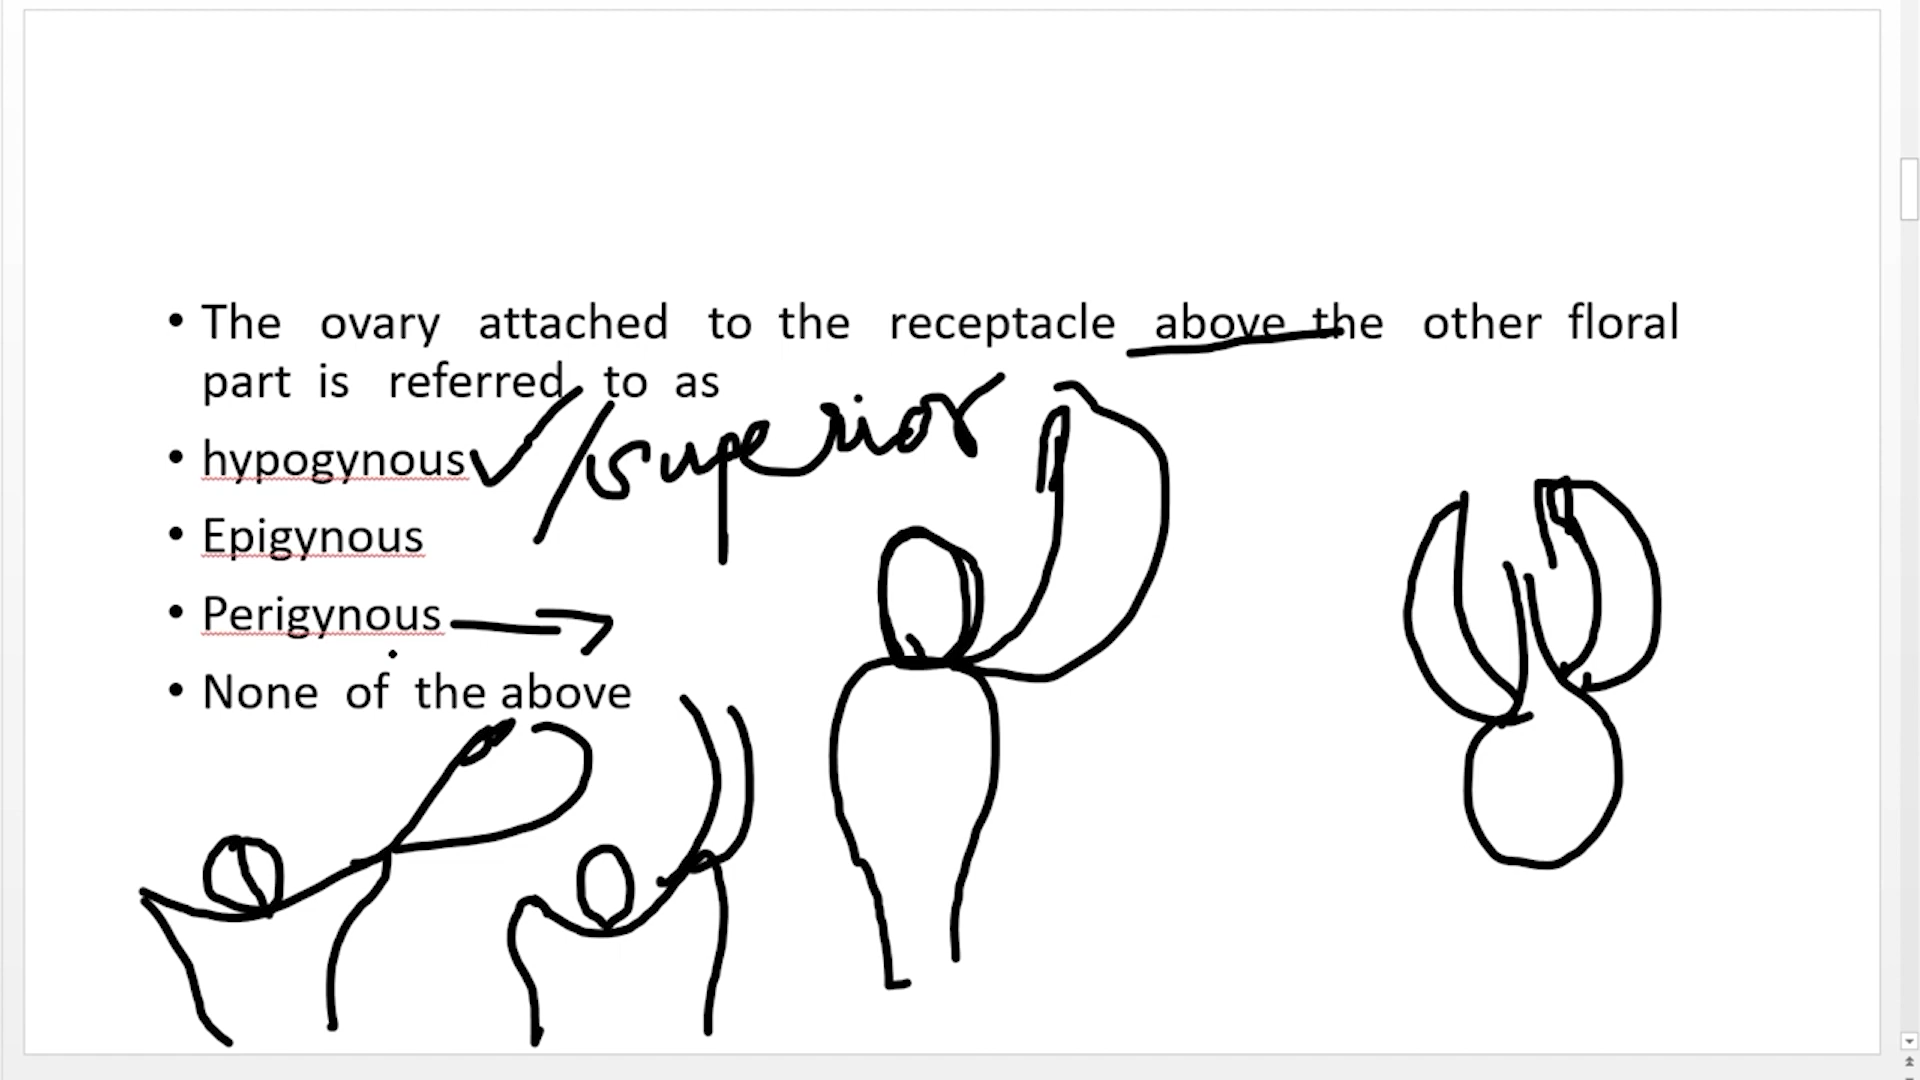 • The ovary attached to the receptacle above the other floral
part is referred to as
• hypogynous ✓ / superior
• Epigynous
• Perigynous →
• None of the above